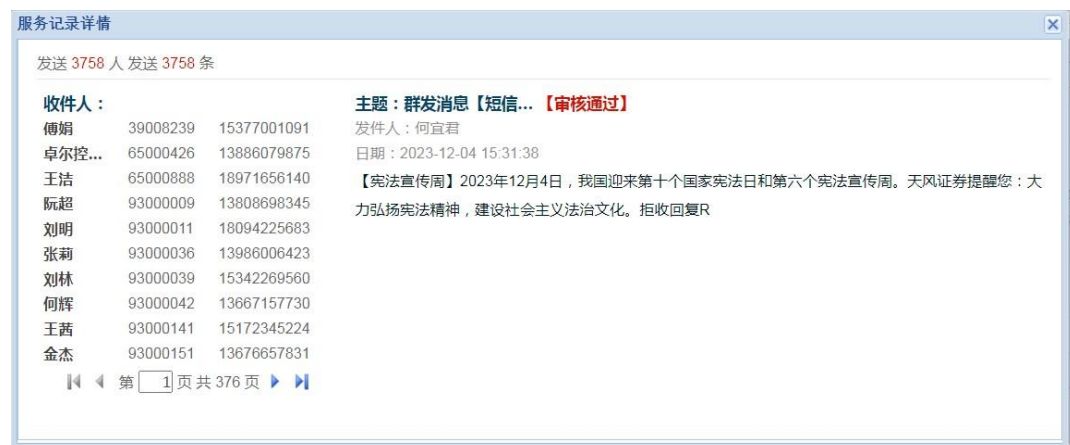 服务记录详情
发送 3758 人 发送 3758 条
收件人：
傅娟 39008239 15377001091
卓尔控... 65000426 13886079875
王洁 65000888 18971656140
阮超 93000009 13808698345
刘明 93000011 18094225683
张莉 93000036 13986006423
刘林 93000039 15342269560
何辉 93000042 13667157730
王茜 93000141 15172345224
金杰 93000151 13676657831
第 1 页 共 376 页
主题：群发消息【短信... 【审核通过】
发件人：何宜君
日期：2023-12-04 15:31:38
【宪法宣传周】2023年12月4日，我国迎来第十个国家宪法日和第六个宪法宣传周。天风证券提醒您：大
力弘扬宪法精神，建设社会主义法治文化。拒收回复R